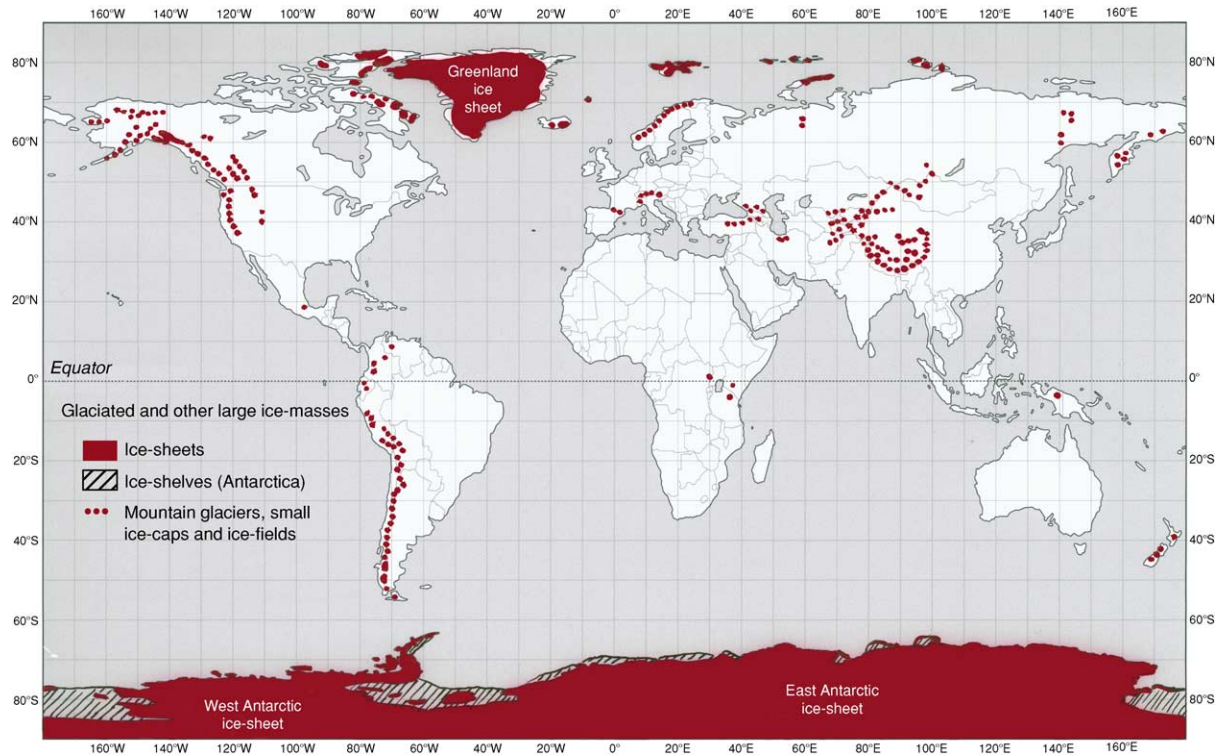 160°W 140°W 120°W 100°W 80°W 60°W 40°W 20°W 0° 20°E 40°E 60°E 80°E 100°E 120°E 140°E 160°E
80°N 80°N
Greenland
ice
sheet
60°N 60°N
40°N 40°N
20°N 20°N
Equator
0° 0°
Glaciated and other large ice-masses
Ice-sheets
20°S 20°S
Ice-shelves (Antarctica)
Mountain glaciers, small
ice-caps and ice-fields
40°S 40°S
60°S 60°S
80°S 80°S
West Antarctic
ice-sheet
East Antarctic
ice-sheet
160°W 140°W 120°W 100°W 80°W 60°W 40°W 20°W 0° 20°E 40°E 60°E 80°E 100°E 120°E 140°E 160°E